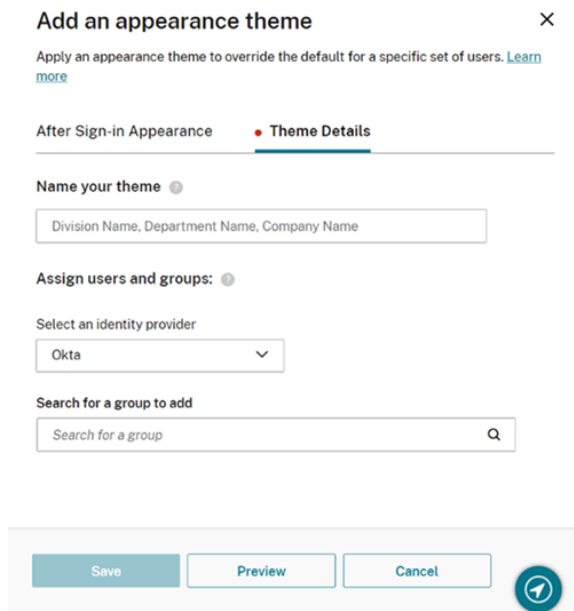 Add an appearance theme
Apply an appearance theme to override the default for a specific set of users. Learn
more
After Sign-in Appearance
Theme Details
Name your theme ?
Division Name, Department Name, Company Name
Assign users and groups: ?
Select an identity provider
Okta
Search for a group to add
Search for a group
Save
Preview
Cancel